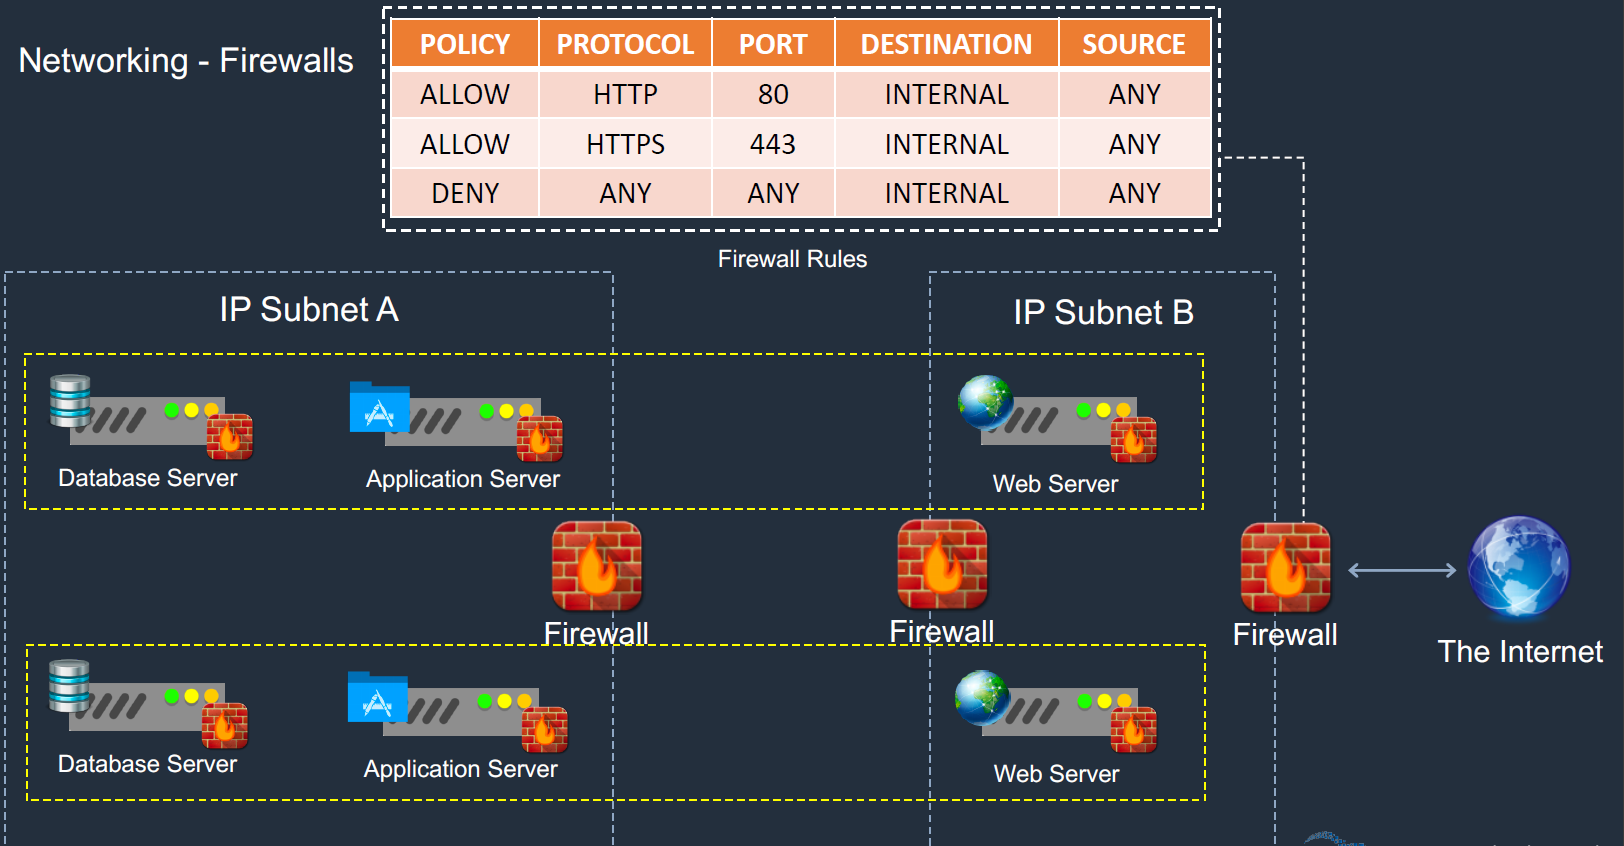 Networking - Firewalls
POLICY PROTOCOL PORT DESTINATION SOURCE
ALLOW HTTP 80 INTERNAL ANY
ALLOW HTTPS 443 INTERNAL ANY
DENY ANY ANY INTERNAL ANY
Firewall Rules
IP Subnet A
IP Subnet B
Database Server
Application Server
Web Server
Firewall
Firewall
Firewall
The Internet
Database Server
Application Server
Web Server